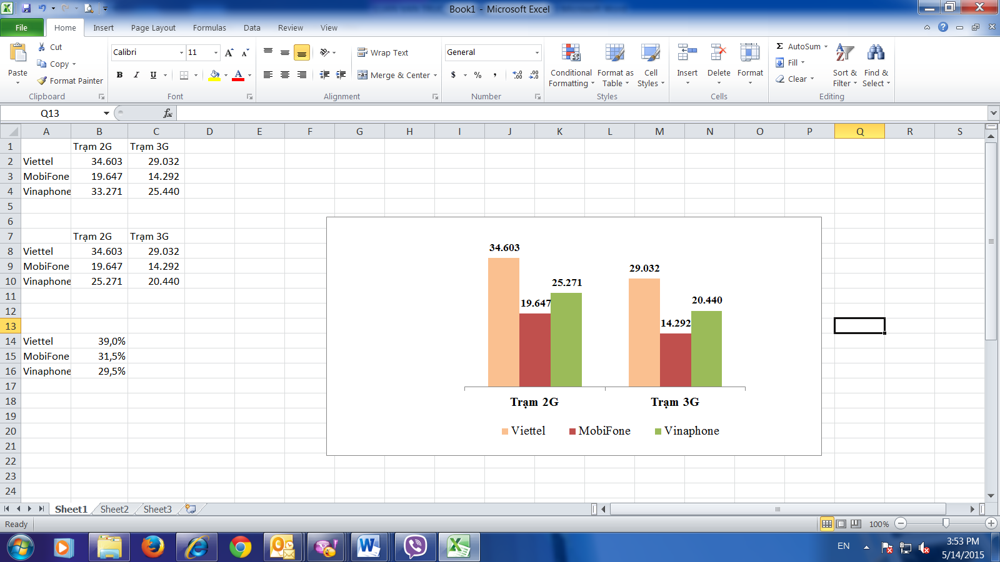 Book1 - Microsoft Excel
File Home Insert Page Layout Formulas Data Review View
Paste
Cut
Copy
Format Painter
Clipboard
Calibri 11
B I U A
Font
Wrap Text
Merge & Center
Alignment
General
$ % ,
Number
Conditional Formatting
Format as Table
Cell Styles
Styles
Insert Delete Format
Cells
AutoSum
Fill
Clear
Sort & Filter
Find & Select
Editing
Q13 fx
A B C D E F G H I J K L M N O P Q R S
1 Trạm 2G Trạm 3G
2 Viettel 34.603 29.032
3 MobiFone 19.647 14.292
4 Vinaphone 33.271 25.440
5
6
7 Trạm 2G Trạm 3G
8 Viettel 34.603 29.032
9 MobiFone 19.647 14.292
10 Vinaphone 25.271 20.440
11
12
13
14 Viettel 39,0%
15 MobiFone 31,5%
16 Vinaphone 29,5%
17
18
19
20
21
22
23
24
34.603
29.032
25.271
20.440
19.647
14.292
Trạm 2G Trạm 3G
Viettel MobiFone Vinaphone
Sheet1 Sheet2 Sheet3
Ready 100%
EN
3:53 PM
5/14/2015